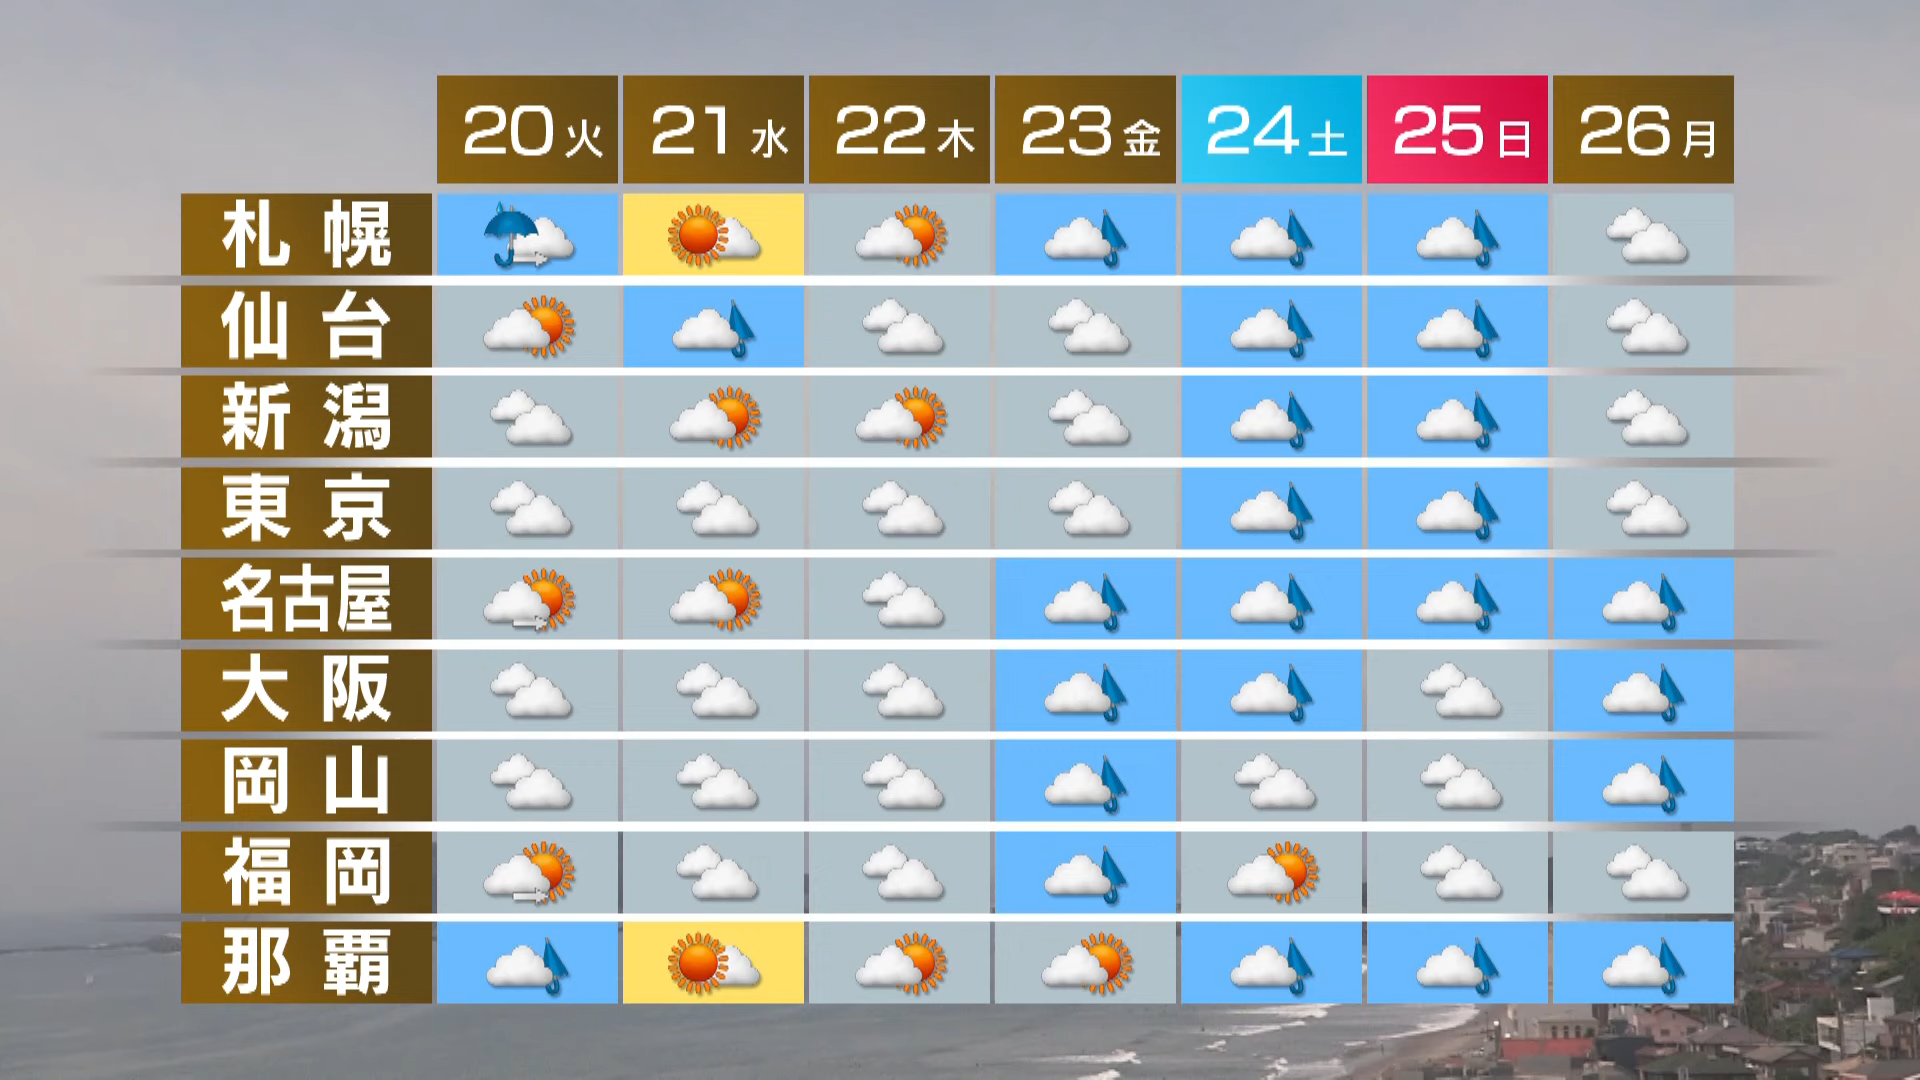 20火 21水 22木 23金 24土 25日 26月
札幌
仙台
新潟
東京
名古屋
大阪
岡山
福岡
那覇